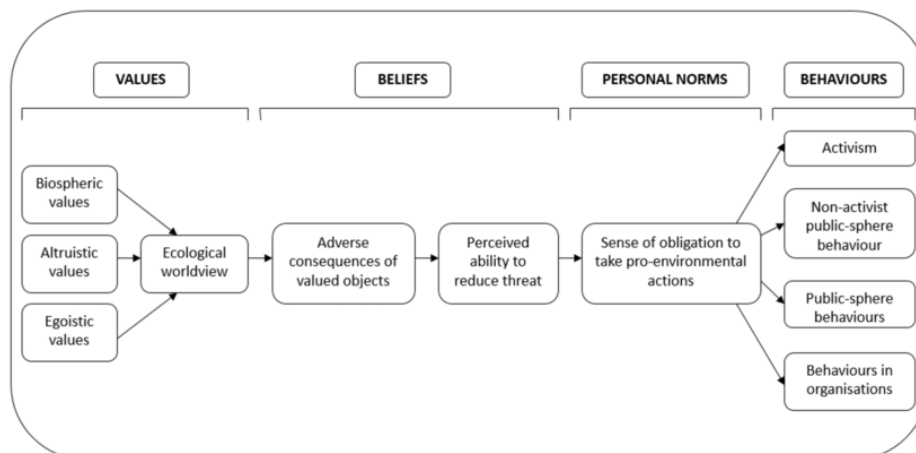 VALUES
BELIEFS
PERSONAL NORMS
BEHAVIOURS
Biospheric
values
Altruistic
values
Egoistic
values
Ecological
worldview
Adverse
consequences of
valued objects
Perceived
ability to
reduce threat
Sense of obligation to
take pro-environmental
actions
Activism
Non-activist
public-sphere
behaviour
Public-sphere
behaviours
Behaviours in
organisations